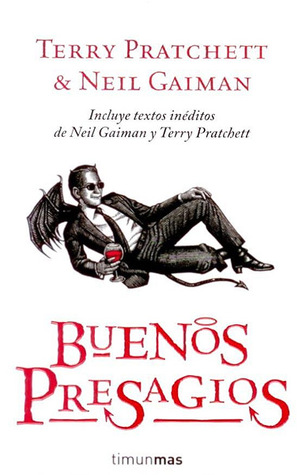 TERRY PRATCHETT
& NEIL GAIMAN
Incluye textos inéditos
de Neil Gaiman y Terry Pratchett
BUENOS
PRESAGIOS
timunmas